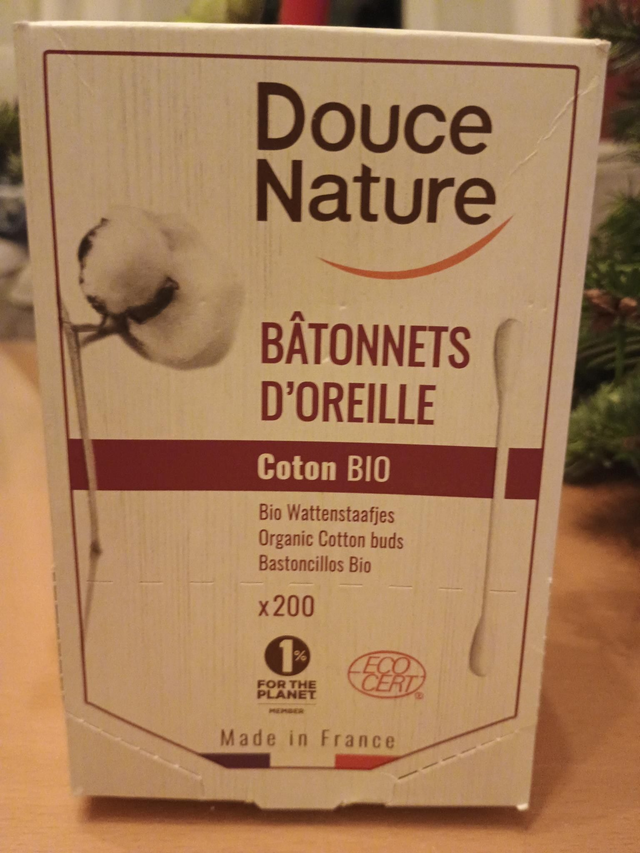 Douce
Nature
BÂTONNETS
D'OREILLE
Coton BIO
Bio Wattenstaafjes
Organic Cotton buds
Bastoncillos Bio
x200
1%
FOR THE
PLANET
MEMBER
ECO
CERT®
Made in France